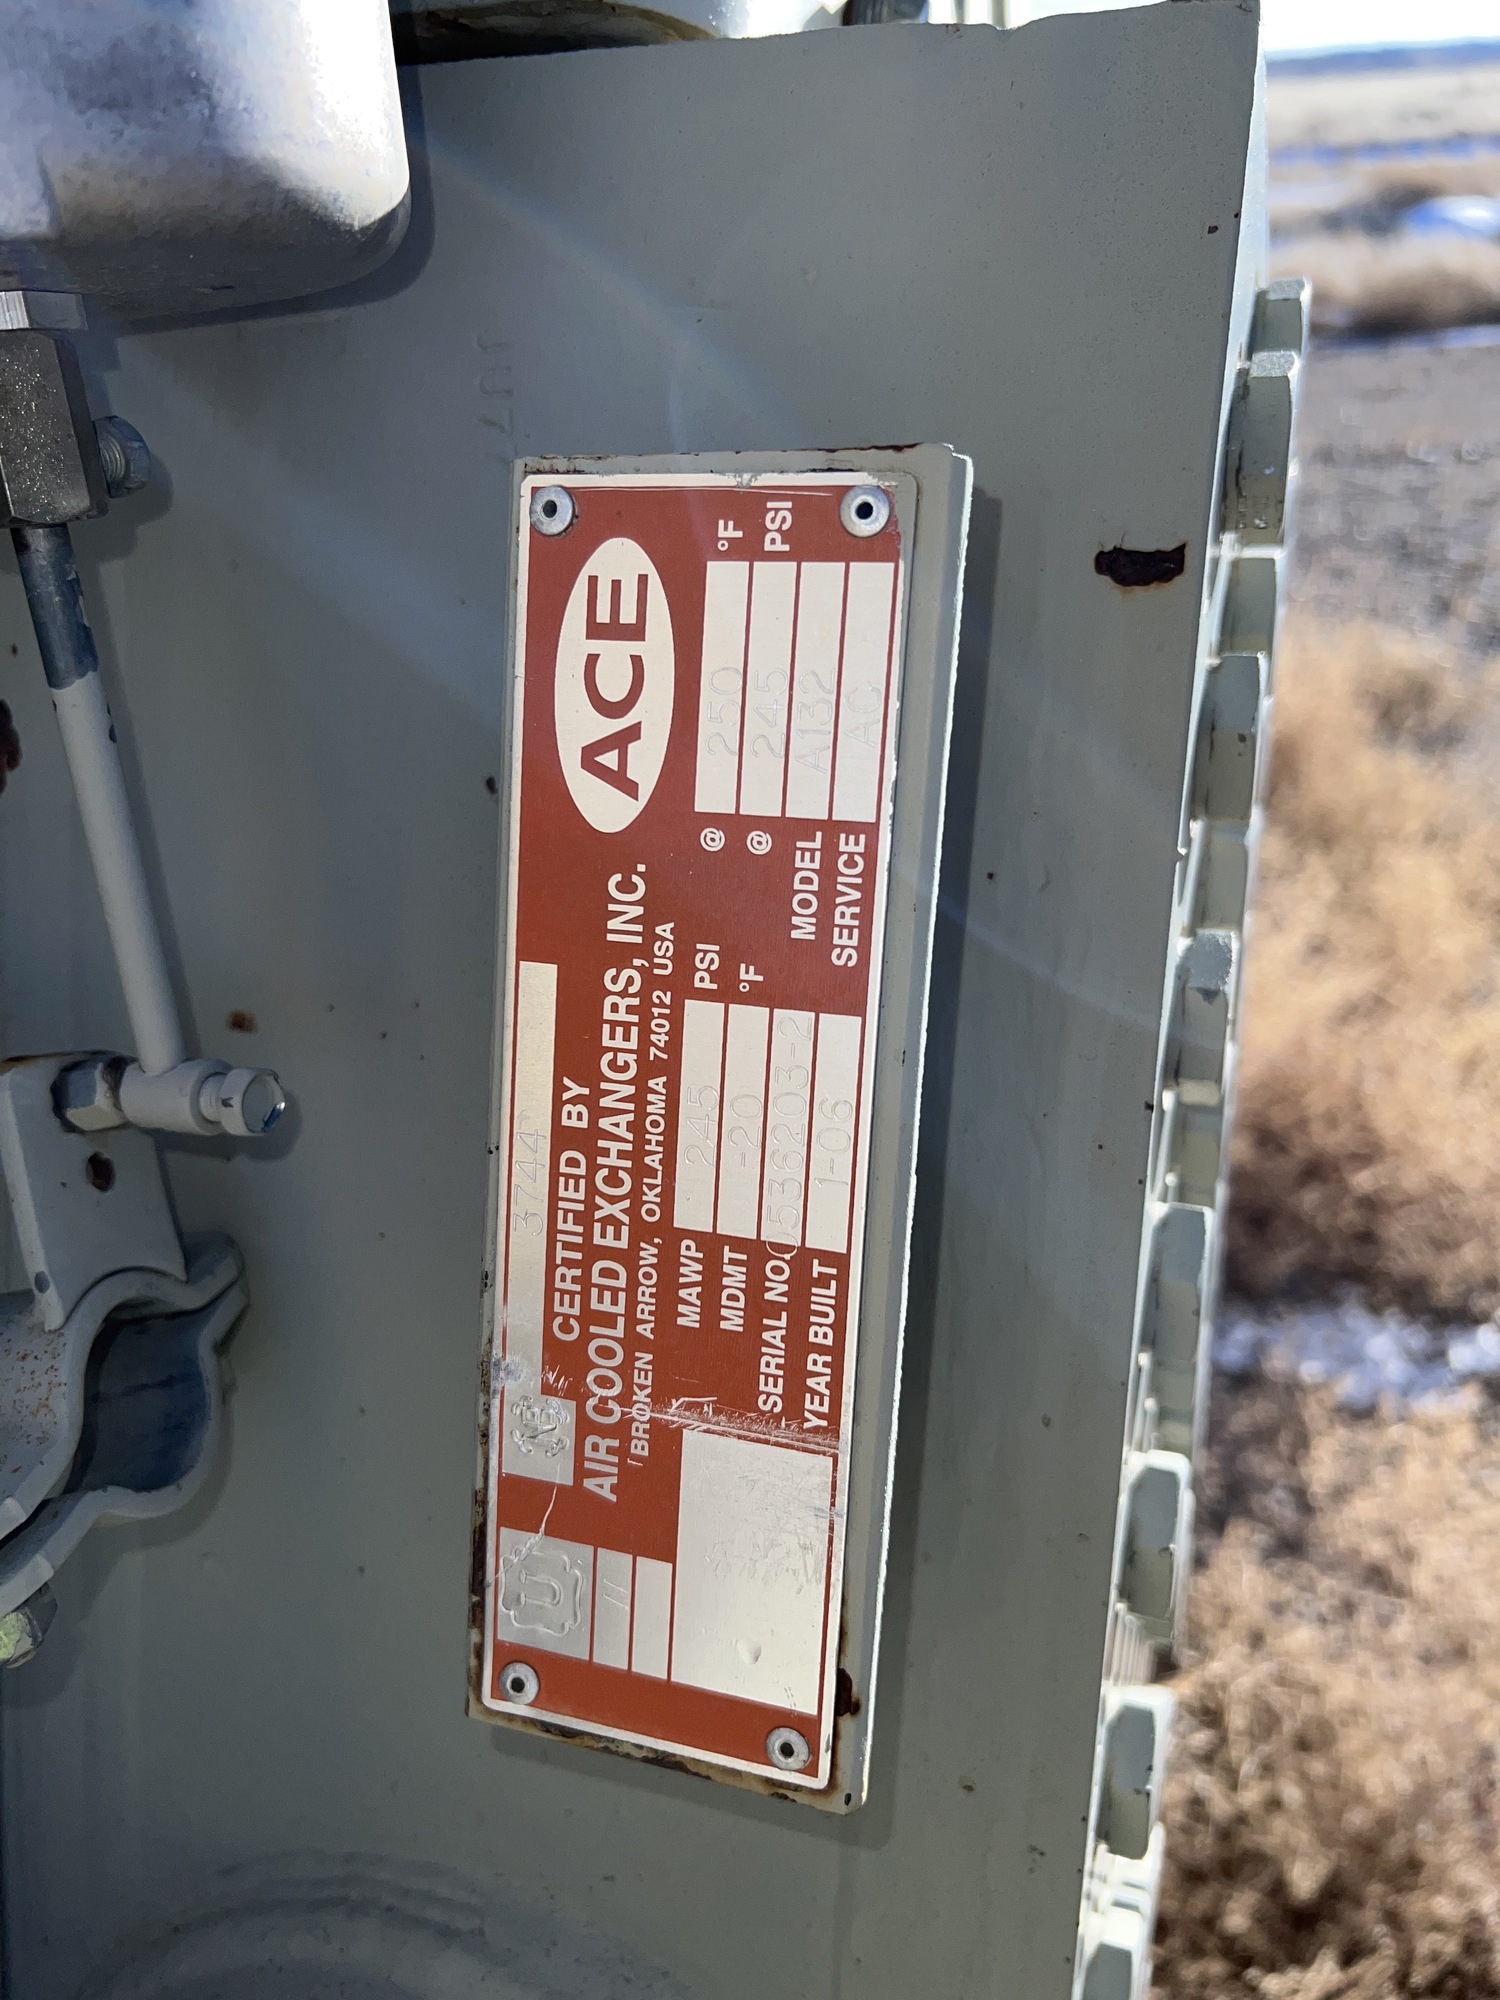 NB 3744
CERTIFIED BY
AIR COOLED EXCHANGERS, INC.
BROKEN ARROW, OKLAHOMA 74012 USA
ACE
U
MAWP 245 PSI @ 250 °F
MDMT -20 °F @ 245 PSI
SERIAL NO. 0536203-2 MODEL A132
YEAR BUILT 1-06 SERVICE AC